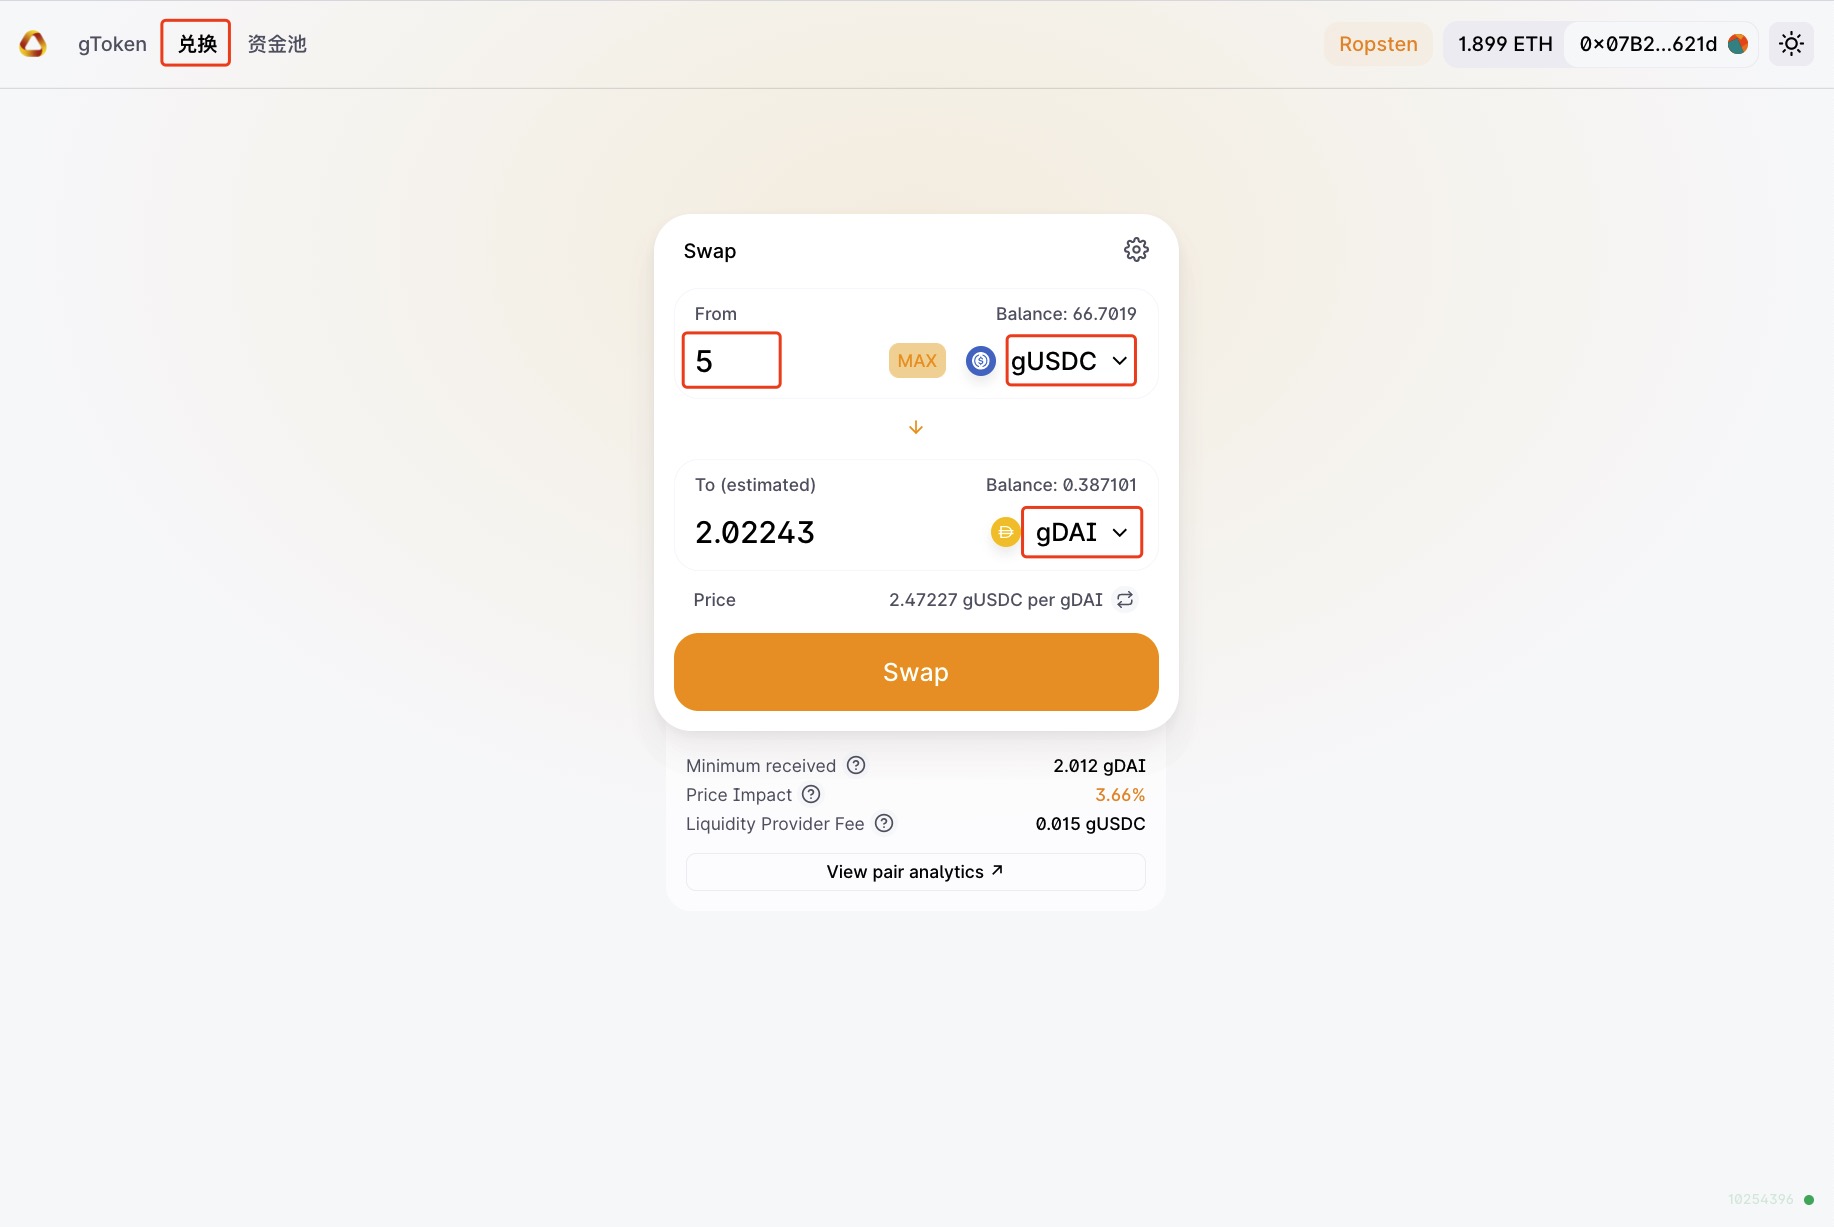 gToken 兑换 资金池 Ropsten 1.899 ETH 0x07B2...621d
Swap
From Balance: 66.7019
5 MAX gUSDC
To (estimated) Balance: 0.387101
2.02243 gDAI
Price 2.47227 gUSDC per gDAI
Swap
Minimum received ? 2.012 gDAI
Price Impact ? 3.66%
Liquidity Provider Fee ? 0.015 gUSDC
View pair analytics ↗
10254396